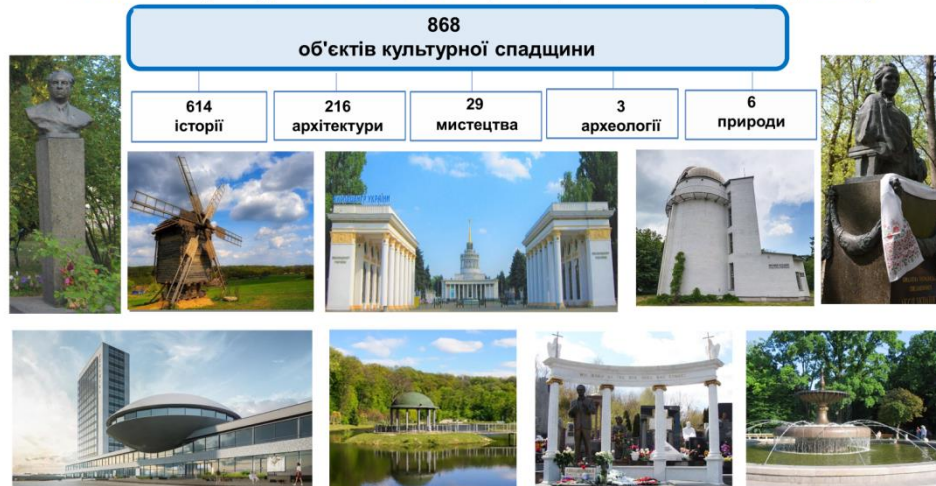 868
об'єктів культурної спадщини
614
історії
216
архітектури
29
мистецтва
3
археології
6
природи